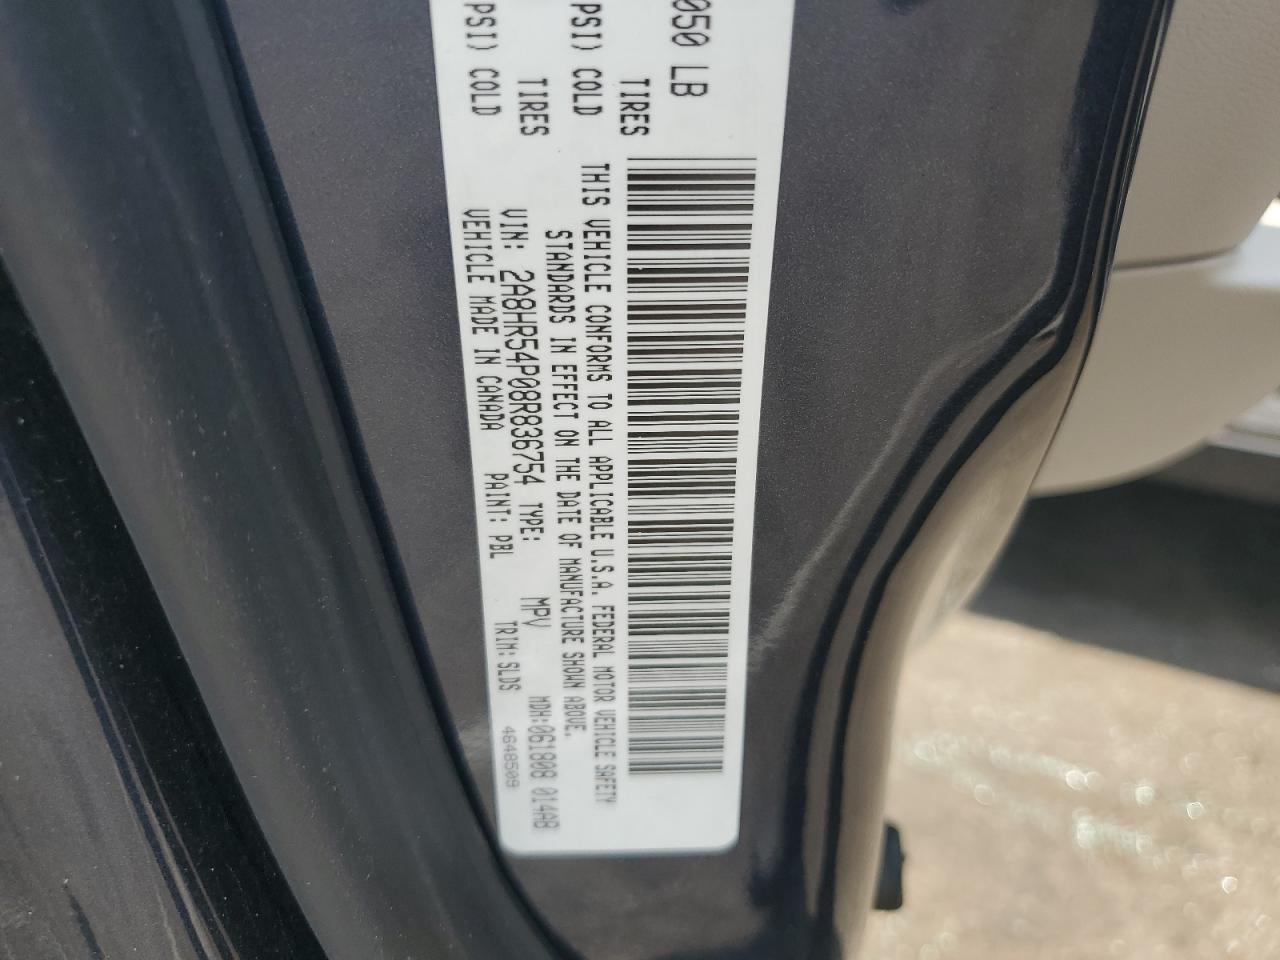 050 LB
TIRES
PSI) COLD
TIRES
PSI) COLD
THIS VEHICLE CONFORMS TO ALL APPLICABLE U.S.A. FEDERAL MOTOR VEHICLE SAFETY
STANDARDS IN EFFECT ON THE DATE OF MANUFACTURE SHOWN ABOVE.
VIN: 2A8HR54P08R836754 TYPE: MPV MDH:061808 014AB
VEHICLE MADE IN CANADA PAINT: PBL TRIM: SLDS 4648509